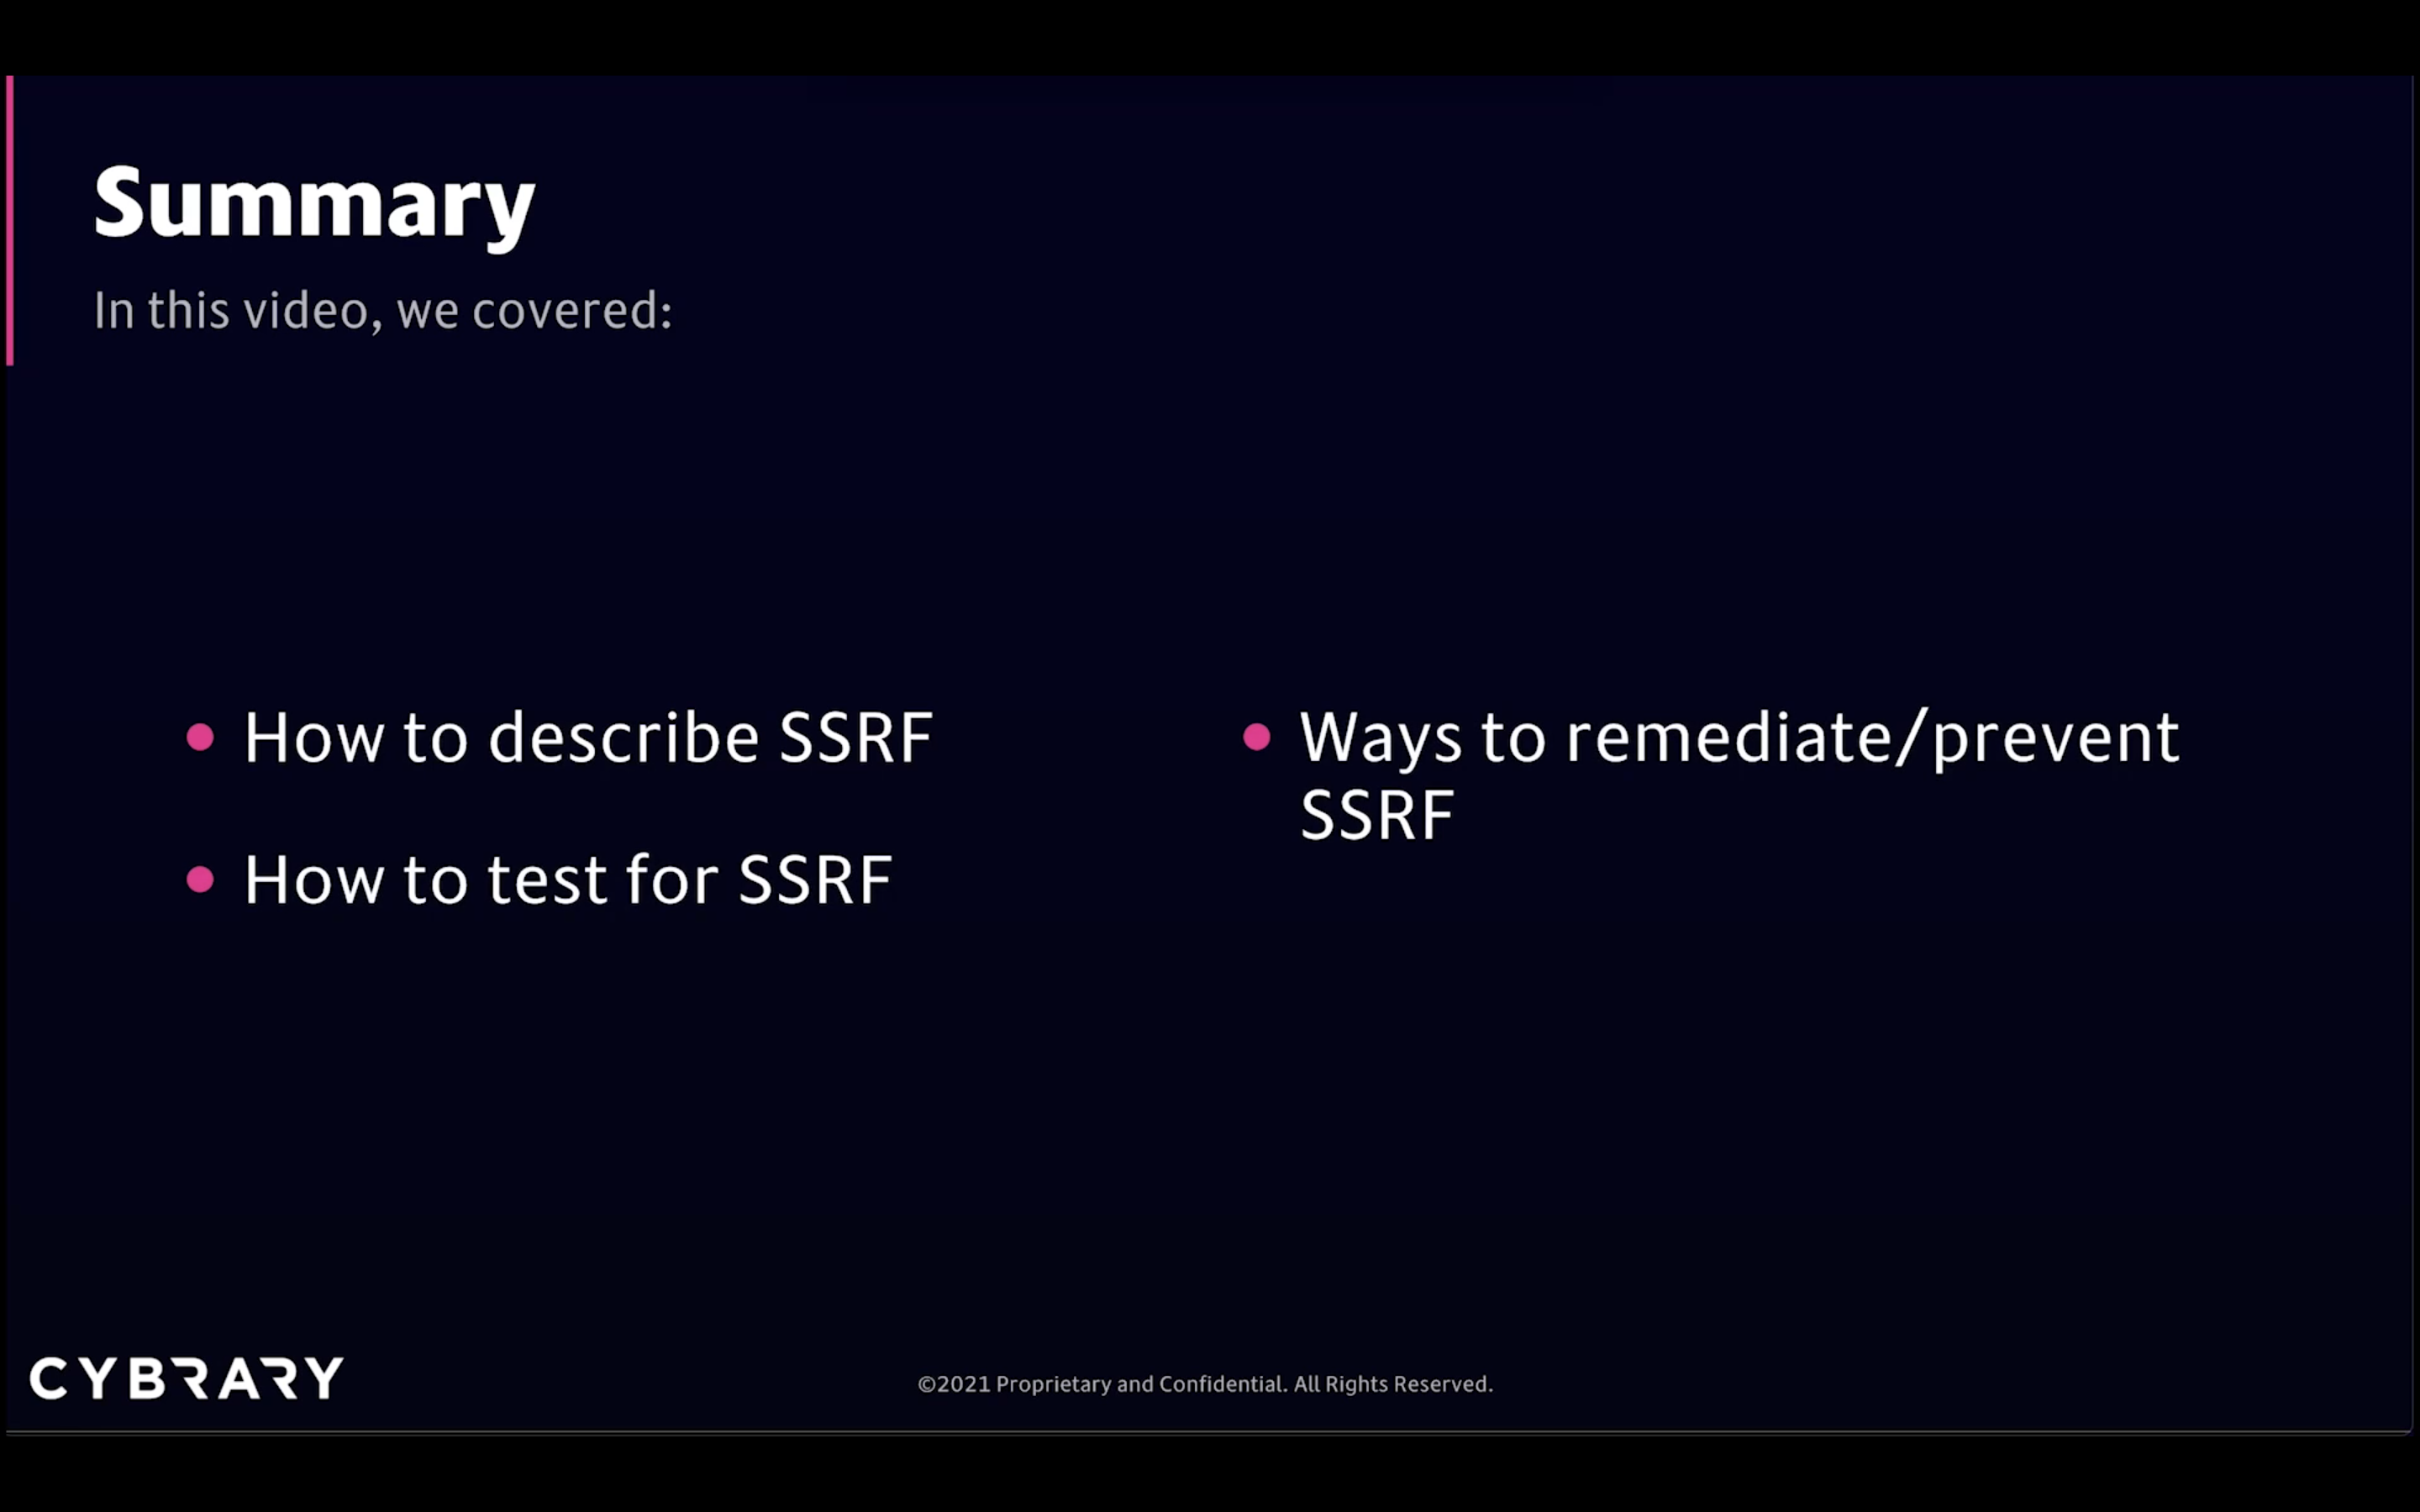 Summary
In this video, we covered:
How to describe SSRF
How to test for SSRF
Ways to remediate/prevent
SSRF
CYBRARY
©2021 Proprietary and Confidential. All Rights Reserved.